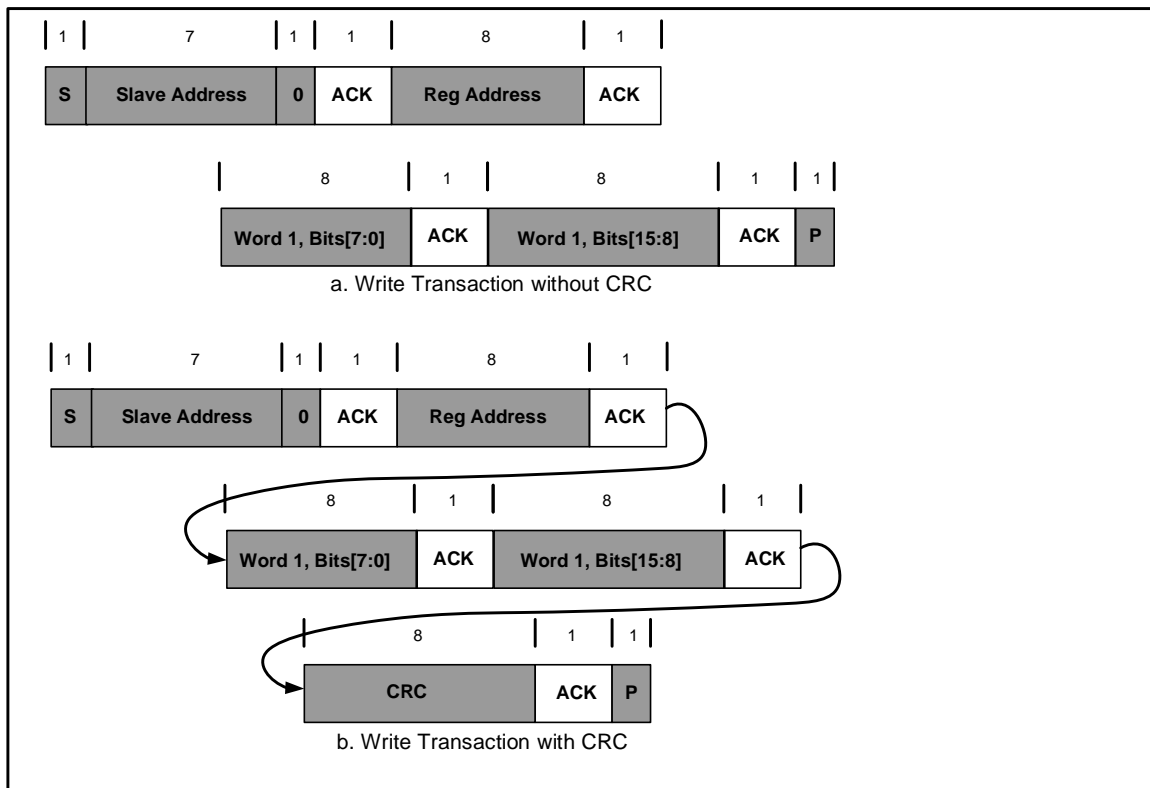 1 7 1 1 8 1
S Slave Address 0 ACK Reg Address ACK
8 1 8 1 1
Word 1, Bits[7:0] ACK Word 1, Bits[15:8] ACK P
a. Write Transaction without CRC
1 7 1 1 8 1
S Slave Address 0 ACK Reg Address ACK
8 1 8 1
Word 1, Bits[7:0] ACK Word 1, Bits[15:8] ACK
8 1 1
CRC ACK P
b. Write Transaction with CRC